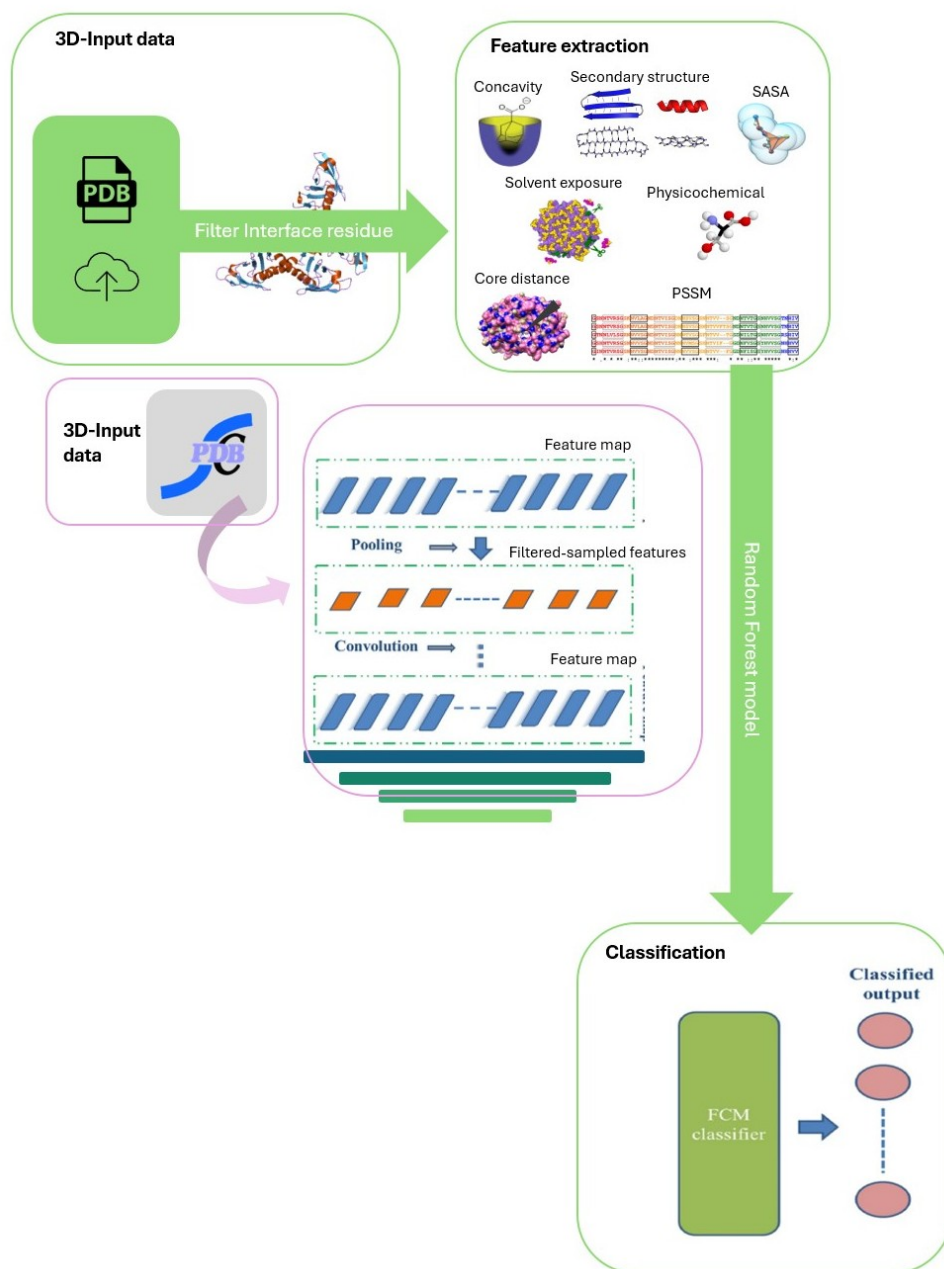 3D-Input data
PDB
Filter Interface residue
Feature extraction
Concavity
Secondary structure
SASA
Solvent exposure
Physicochemical
Core distance
PSSM
3D-Input
data
PDB
C
Feature map
Pooling
Filtered-sampled features
Convolution
Feature map
Random Forest model
Classification
Classified
output
FCM
classifier